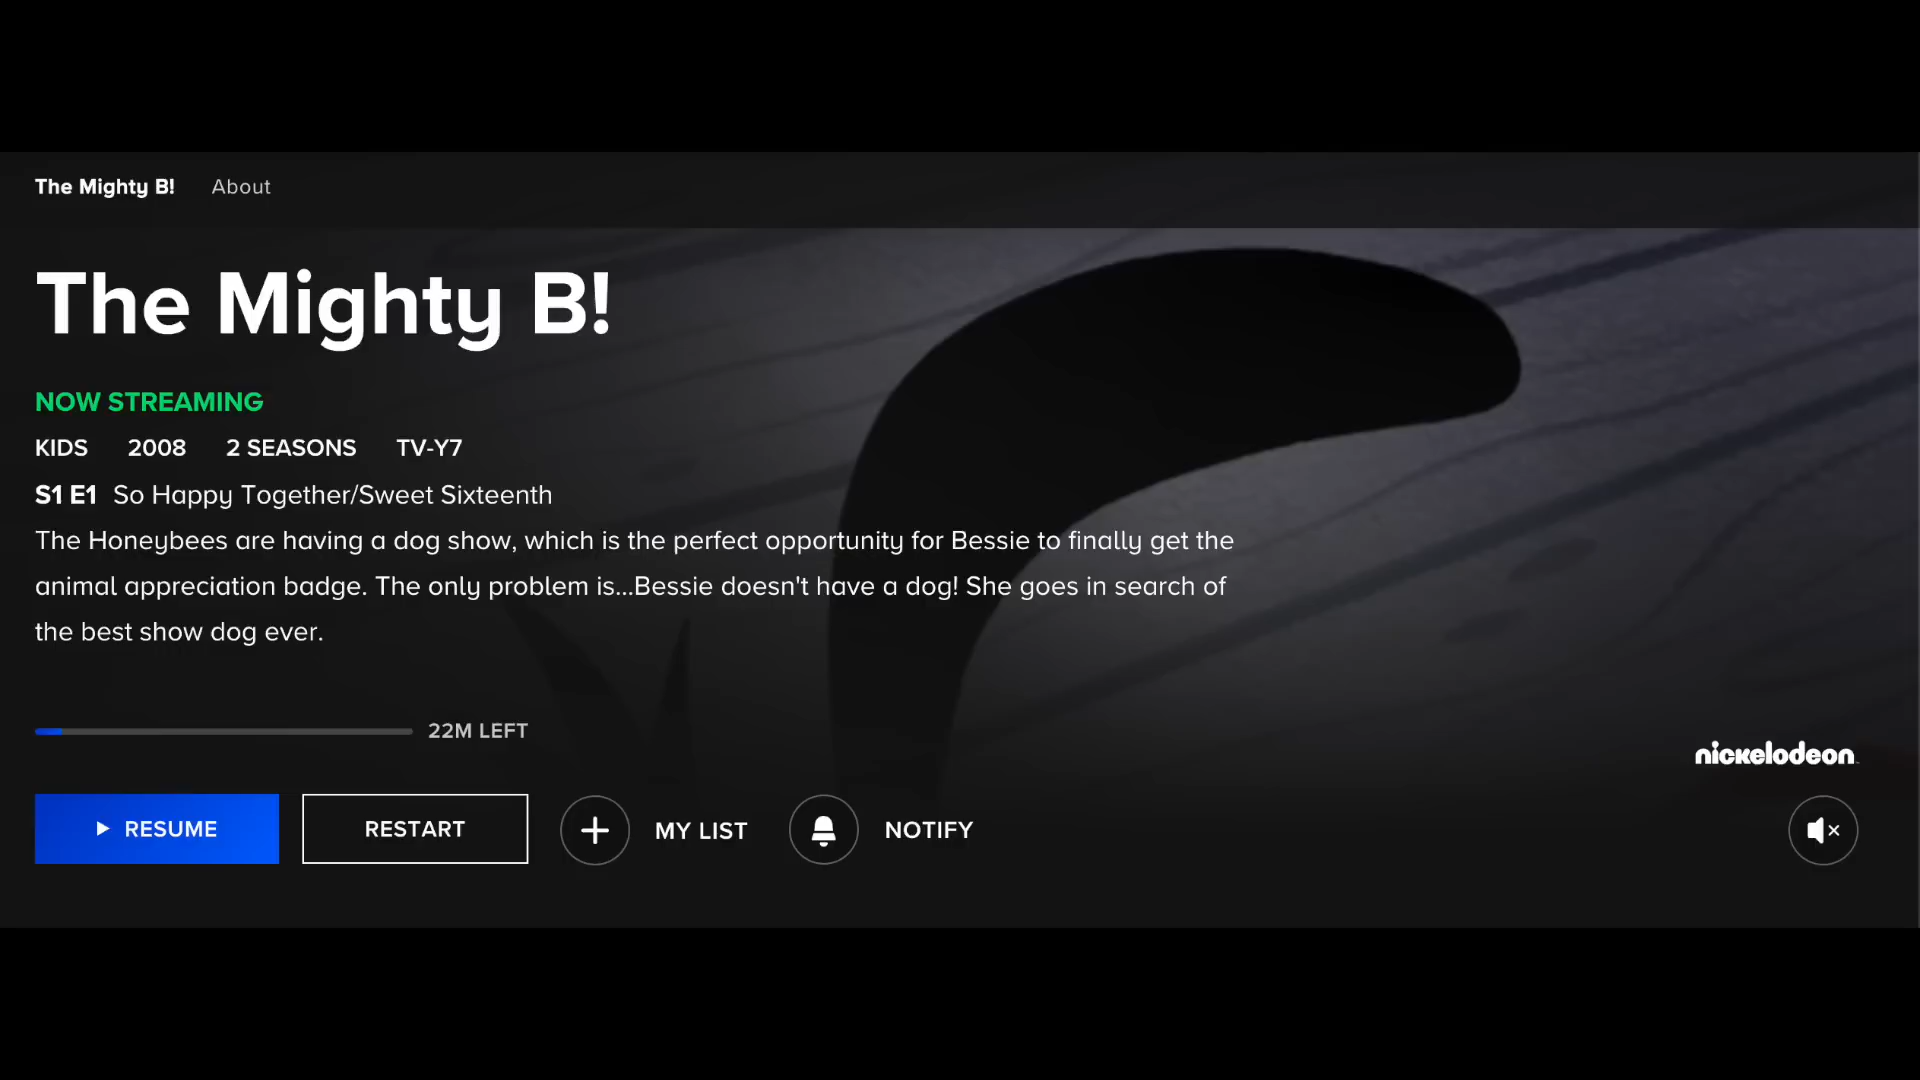 The Mighty B! About
The Mighty B!
NOW STREAMING
KIDS 2008 2 SEASONS TV-Y7
S1 E1 So Happy Together/Sweet Sixteenth
The Honeybees are having a dog show, which is the perfect opportunity for Bessie to finally get the
animal appreciation badge. The only problem is...Bessie doesn't have a dog! She goes in search of
the best show dog ever.
22M LEFT
nickelodeon
RESUME RESTART MY LIST NOTIFY